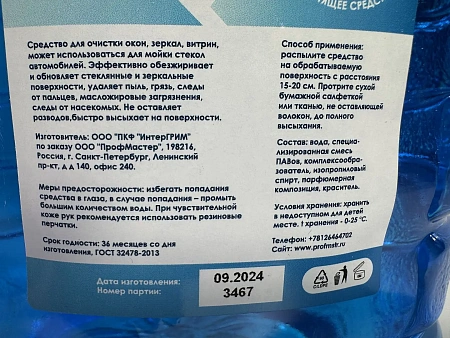 ЯЩЕЕ СРЕДС
Средство для очистки окон, зеркал, витрин,
может использоваться для мойки стекол
автомобилей. Эффективно обезжиривает
и обновляет стеклянные и зеркальные
поверхности, удаляет пыль, грязь, следы
от пальцев, масложировые загрязнения,
следы от насекомых. Не оставляет
разводов,быстро высыхает на поверхности.
Изготовитель: ООО "ПКФ "ИнтерГРИМ"
по заказу ООО "ПрофМастер", 198216,
Россия, г. Санкт-Петербург, Ленинский
пр-кт, д.д 140, офис 240.
Меры предосторожности: избегать попадания
средства в глаза, в случае попадания – промыть
большим количеством воды. При чувствительной
коже рук рекомендуется использовать резиновые
перчатки.
Срок годности: 36 месяцев со дня
изготовления, ГОСТ 32478-2013
Способ применения:
распылите средство
на обрабатываемую
поверхность с расстояния
15-20 см. Протрите сухой
бумажной салфеткой
или тканью, не оставляющей
волокон, до полного
высыхания.
Состав: вода, специа-
лизированная смесь
ПАВов, комплексообра-
зователь, изопропиловый
спирт, парфюмерная
композиция, краситель.
Условия хранения: хранить
в недоступном для детей
месте. t хранения - 0-25 °C.
Телефон: +78126464702
Сайт: www.profmstr.ru
Дата изготовления: 09.2024
Номер партии: 3467